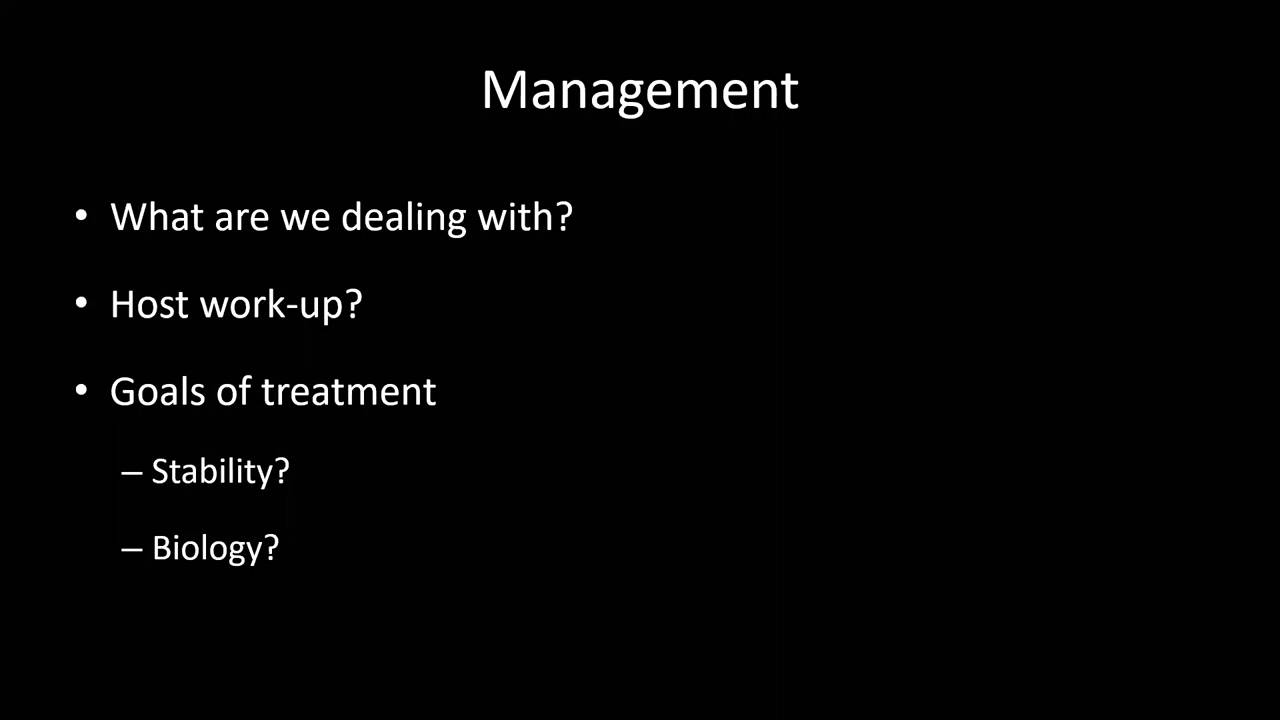 Management
• What are we dealing with?
• Host work-up?
• Goals of treatment
– Stability?
– Biology?